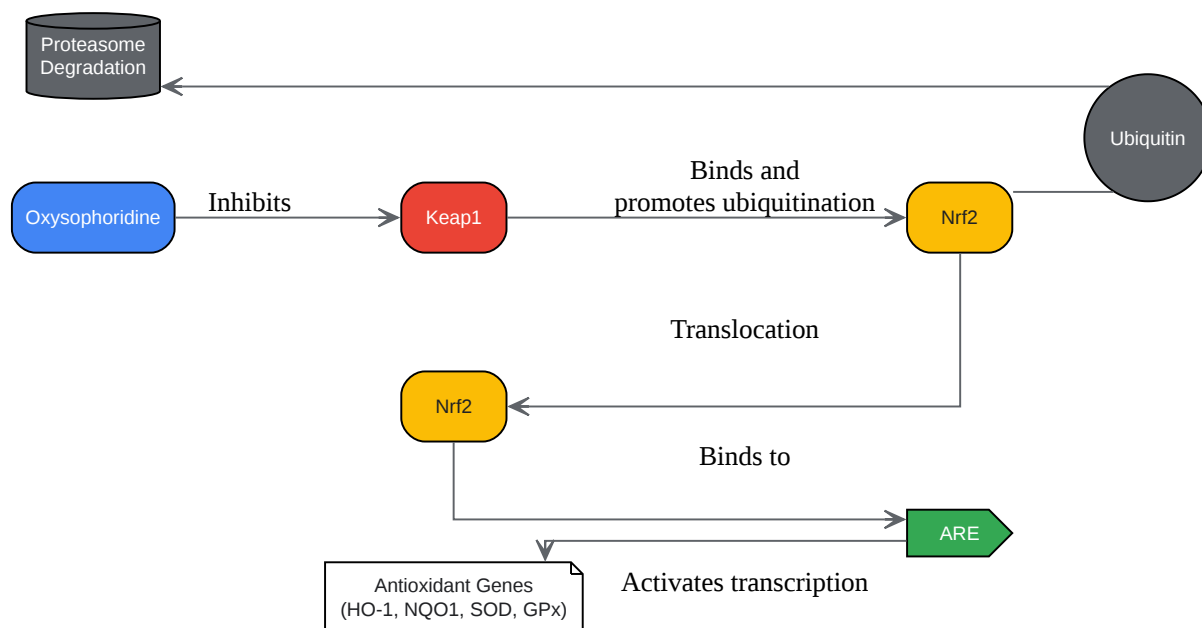 Proteasome
Degradation
Ubiquitin
Oxysophoridine
Inhibits
Keap1
Binds and
promotes ubiquitination
Nrf2
Translocation
Nrf2
Binds to
ARE
Activates transcription
Antioxidant Genes
(HO-1, NQO1, SOD, GPx)